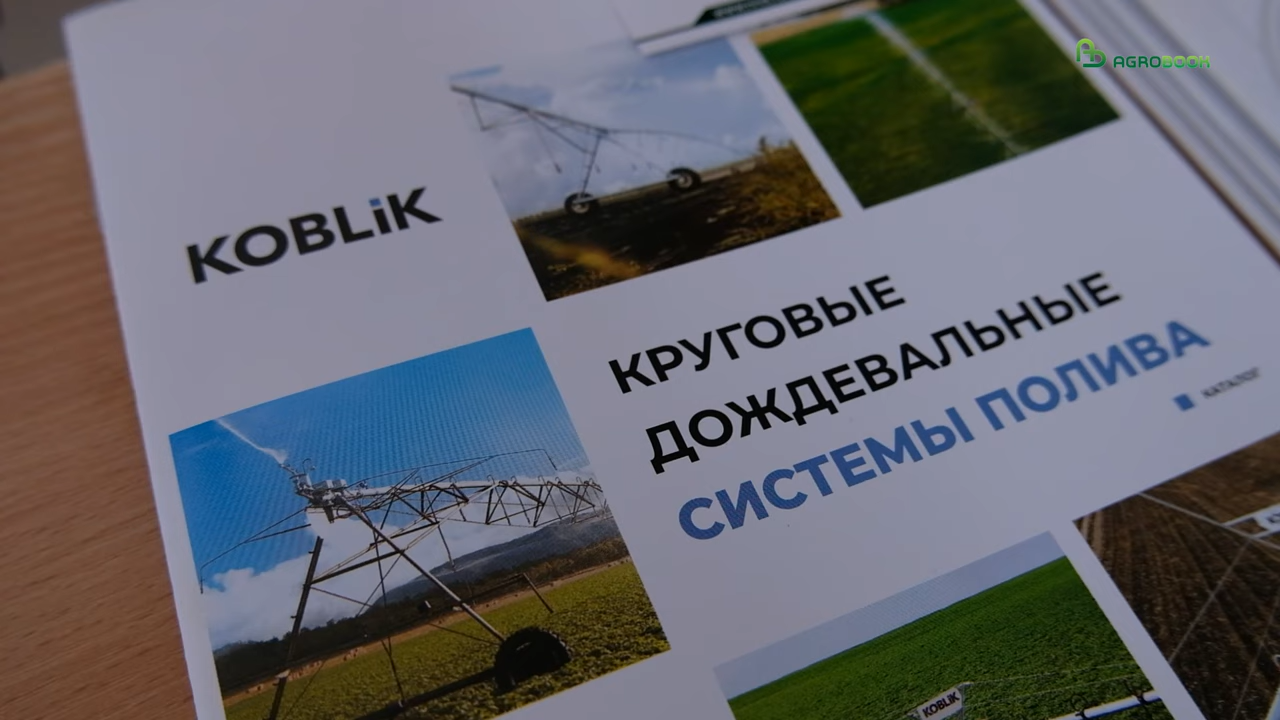 AGROBOOK
KOBLiK
КРУГОВЫЕ
ДОЖДЕВАЛЬНЫЕ
СИСТЕМЫ ПОЛИВА
КАТАЛОГ
KOBLiK